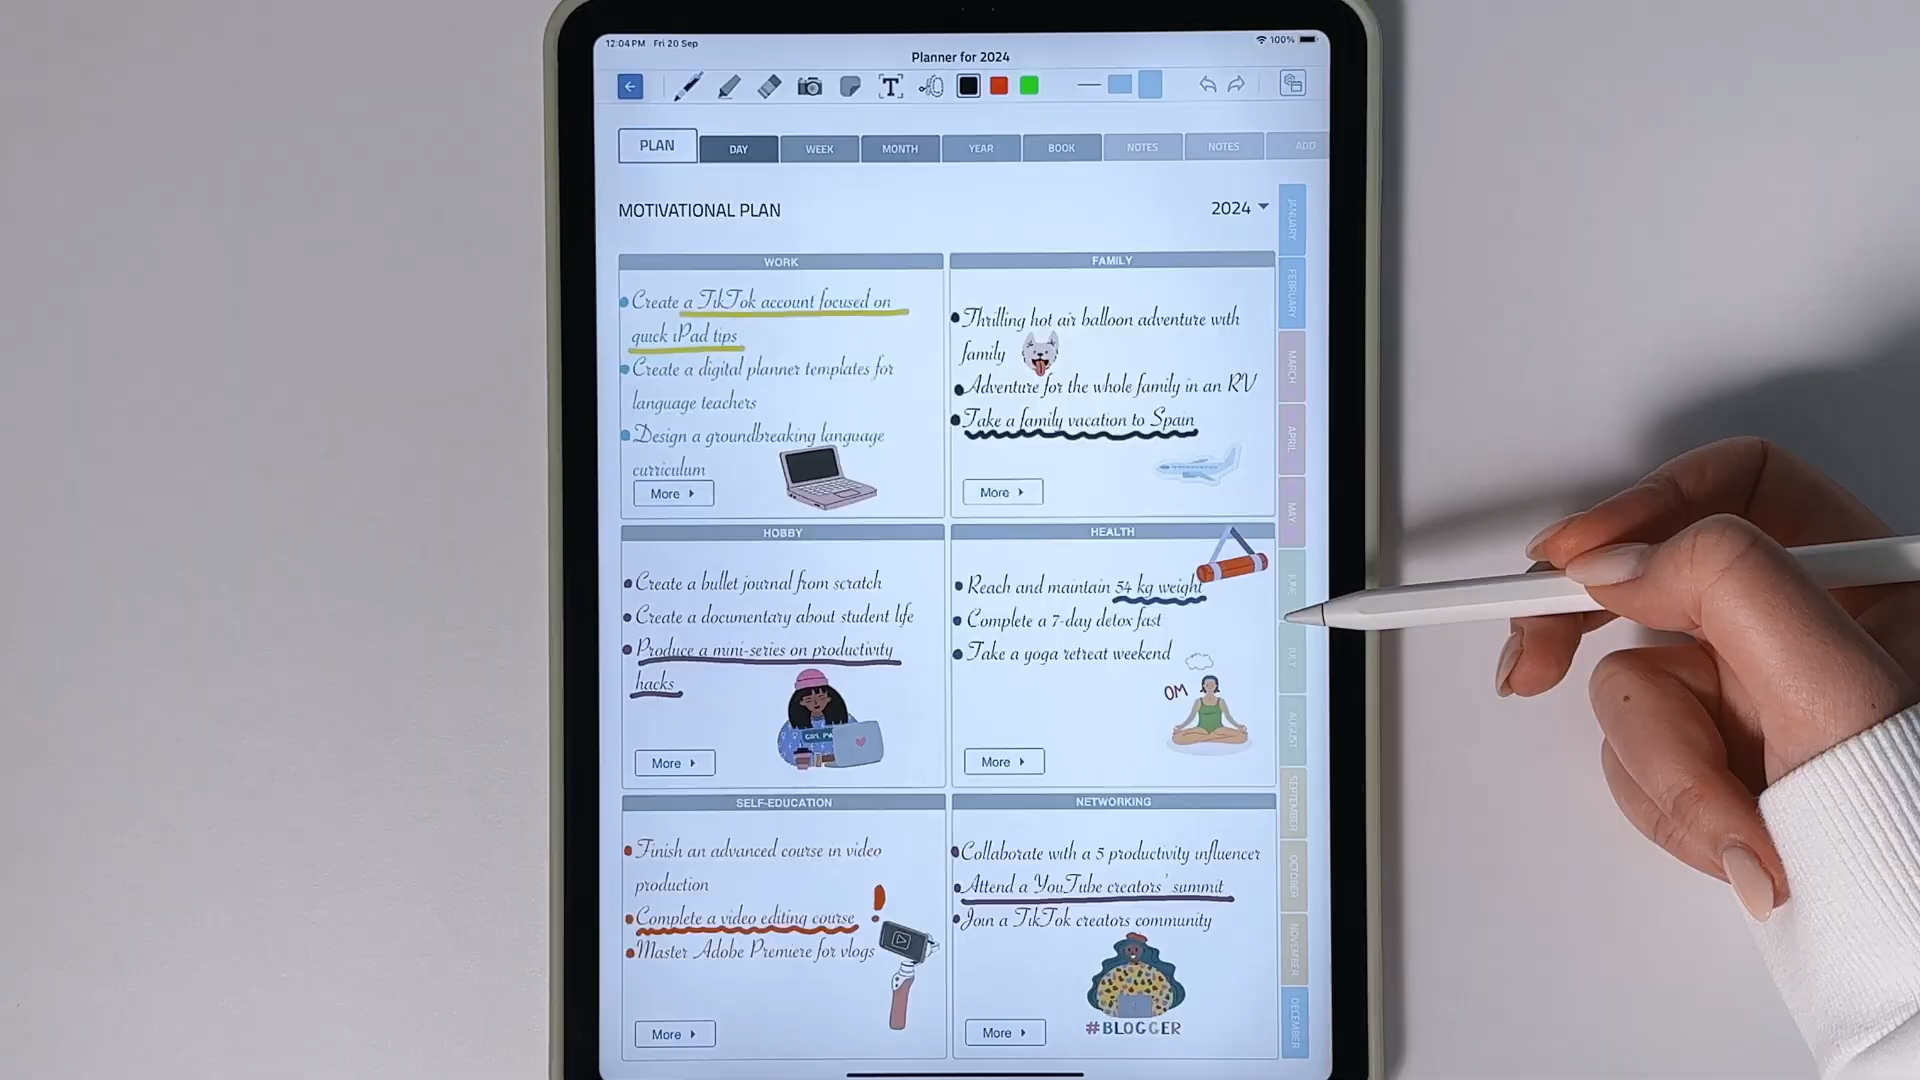 12:04 PM Fri 20 Sep
100%
Planner for 2024
T
PLAN
DAY
WEEK
MONTH
YEAR
BOOK
NOTES
NOTES
ADD
MOTIVATIONAL PLAN
2024
WORK
Create a TikTok account focused on
quick iPad tips
Create a digital planner templates for
language teachers
Design a groundbreaking language
curriculum
More
FAMILY
Thrilling hot air balloon adventure with
family
Adventure for the whole family in an RV
Take a family vacation to Spain
More
HOBBY
Create a bullet journal from scratch
Create a documentary about student life
Produce a mini-series on productivity
hacks
More
HEALTH
Reach and maintain 54 kg weight
Complete a 7-day detox fast
Take a yoga retreat weekend
OM
More
SELF-EDUCATION
Finish an advanced course in video
production
Complete a video editing course
!
Master Adobe Premiere for vlogs
More
NETWORKING
Collaborate with a 5 productivity influencer
Attend a YouTube creators' summit
Join a TikTok creators community
#BLOGGER
More
JANUARY
FEBRUARY
MARCH
APRIL
MAY
JUNE
JULY
AUGUST
SEPTEMBER
OCTOBER
NOVEMBER
DECEMBER